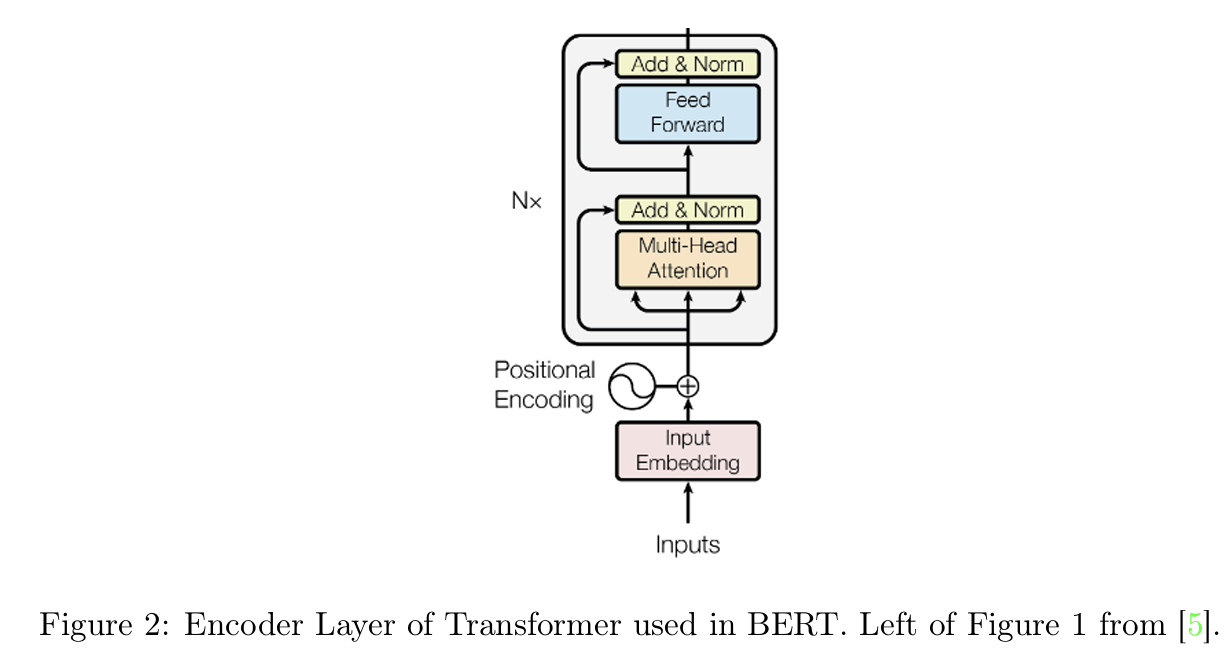 Add & Norm
Feed
Forward
N×
Add & Norm
Multi-Head
Attention
Positional
Encoding
Input
Embedding
Inputs
Figure 2: Encoder Layer of Transformer used in BERT. Left of Figure 1 from [5].